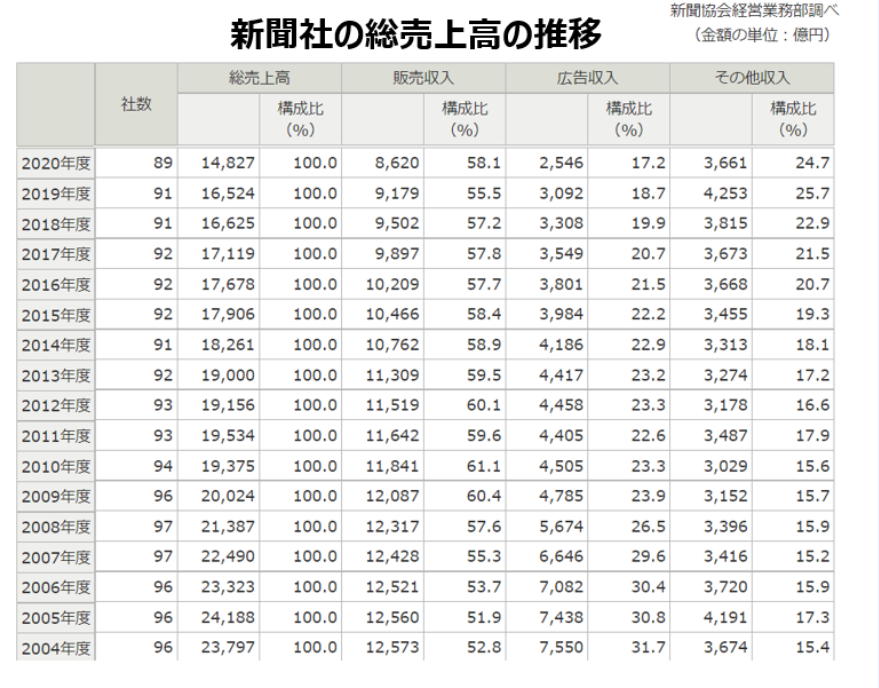 新聞協会経営業務部調べ
新聞社の総売上高の推移
（金額の単位：億円）
社数 総売上高 販売収入 広告収入 その他収入
構成比（%） 構成比（%） 構成比（%） 構成比（%）
2020年度 89 14,827 100.0 8,620 58.1 2,546 17.2 3,661 24.7
2019年度 91 16,524 100.0 9,179 55.5 3,092 18.7 4,253 25.7
2018年度 91 16,625 100.0 9,502 57.2 3,308 19.9 3,815 22.9
2017年度 92 17,119 100.0 9,897 57.8 3,549 20.7 3,673 21.5
2016年度 92 17,678 100.0 10,209 57.7 3,801 21.5 3,668 20.7
2015年度 92 17,906 100.0 10,466 58.4 3,984 22.2 3,455 19.3
2014年度 91 18,261 100.0 10,762 58.9 4,186 22.9 3,313 18.1
2013年度 92 19,000 100.0 11,309 59.5 4,417 23.2 3,274 17.2
2012年度 93 19,156 100.0 11,519 60.1 4,458 23.3 3,178 16.6
2011年度 93 19,534 100.0 11,642 59.6 4,405 22.6 3,487 17.9
2010年度 94 19,375 100.0 11,841 61.1 4,505 23.3 3,029 15.6
2009年度 96 20,024 100.0 12,087 60.4 4,785 23.9 3,152 15.7
2008年度 97 21,387 100.0 12,317 57.6 5,674 26.5 3,396 15.9
2007年度 97 22,490 100.0 12,428 55.3 6,646 29.6 3,416 15.2
2006年度 96 23,323 100.0 12,521 53.7 7,082 30.4 3,720 15.9
2005年度 96 24,188 100.0 12,560 51.9 7,438 30.8 4,191 17.3
2004年度 96 23,797 100.0 12,573 52.8 7,550 31.7 3,674 15.4